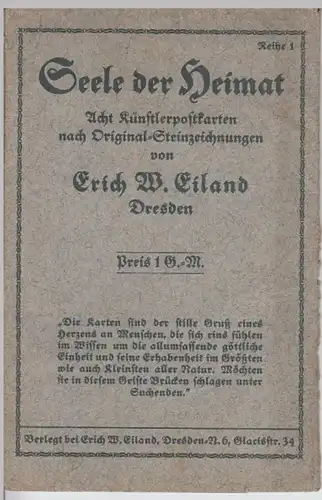 Reihe 1
Seele der Heimat
Acht Künstlerpostkarten
nach Original-Steinzeichnungen
von
Erich W. Eiland
Dresden
Preis 1 G.-M.
„Die Karten sind der stille Gruß eines
Herzens an Menschen, die sich eins fühlen
im Wissen um die allumfassende göttliche
Einheit und seine Erhabenheit im Größten
wie auch Kleinsten aller Natur. Möchten
sie in diesem Geiste Brücken schlagen unter
Suchenden.“
Verlegt bei Erich W. Eiland, Dresden-N. 6, Glacisstr. 34